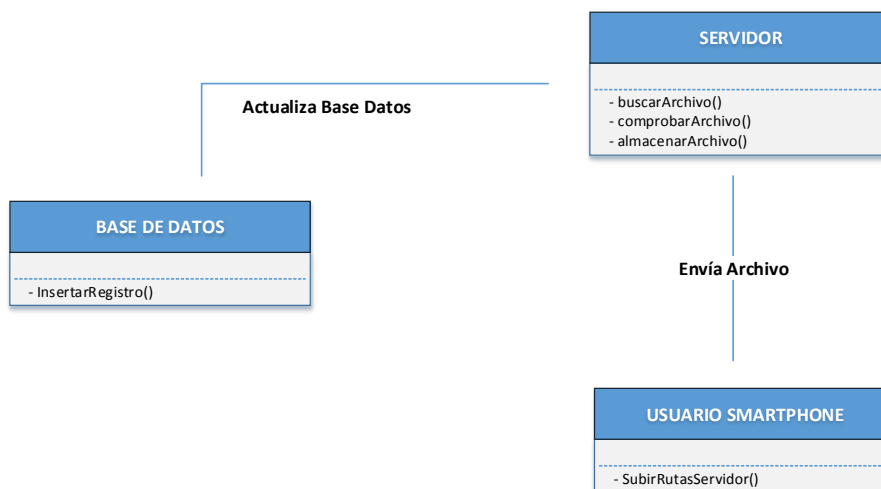 SERVIDOR
- buscarArchivo()
- comprobarArchivo()
- almacenarArchivo()
Actualiza Base Datos
BASE DE DATOS
- InsertarRegistro()
Envía Archivo
USUARIO SMARTPHONE
- SubirRutasServidor()